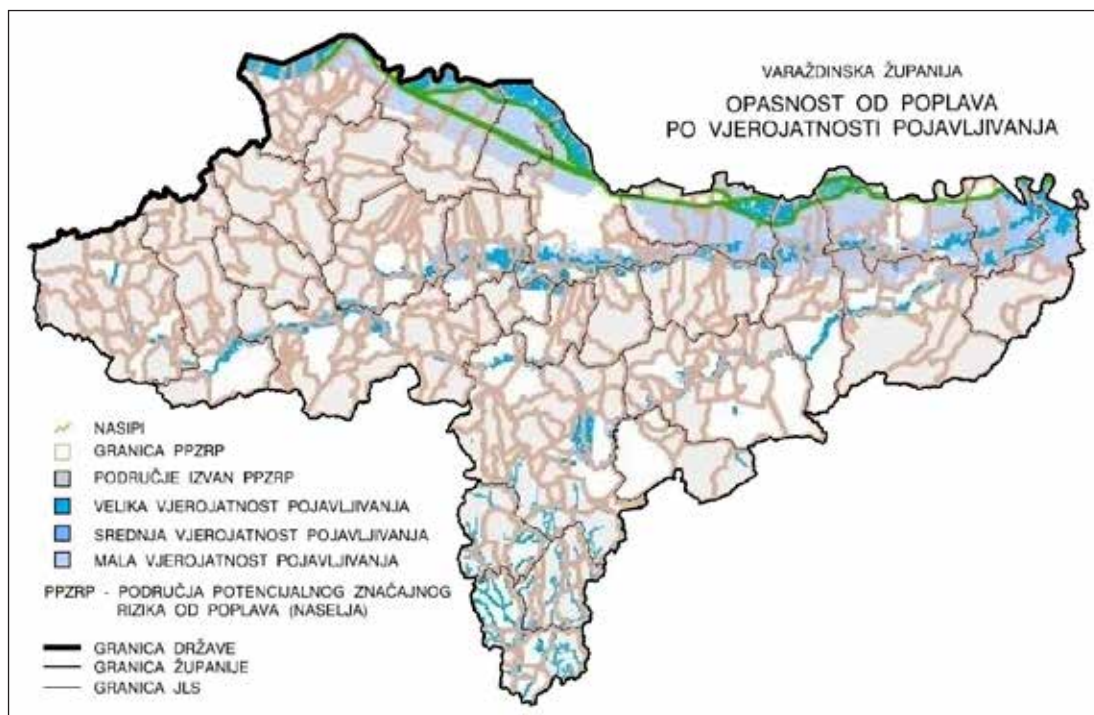 VARAŽDINSKA ŽUPANIJA
OPASNOST OD POPLAVA
PO VJEROJATNOSTI POJAVLJIVANJA
NASIPI
GRANICA PPZRP
PODRUČJE IZVAN PPZRP
VELIKA VJEROJATNOST POJAVLJIVANJA
SREDNJA VJEROJATNOST POJAVLJIVANJA
MALA VJEROJATNOST POJAVLJIVANJA
PPZRP - PODRUČJA POTENCIJALNOG ZNAČAJNOG
RIZIKA OD POPLAVA (NASELJA)
GRANICA DRŽAVE
GRANICA ŽUPANIJE
GRANICA JLS